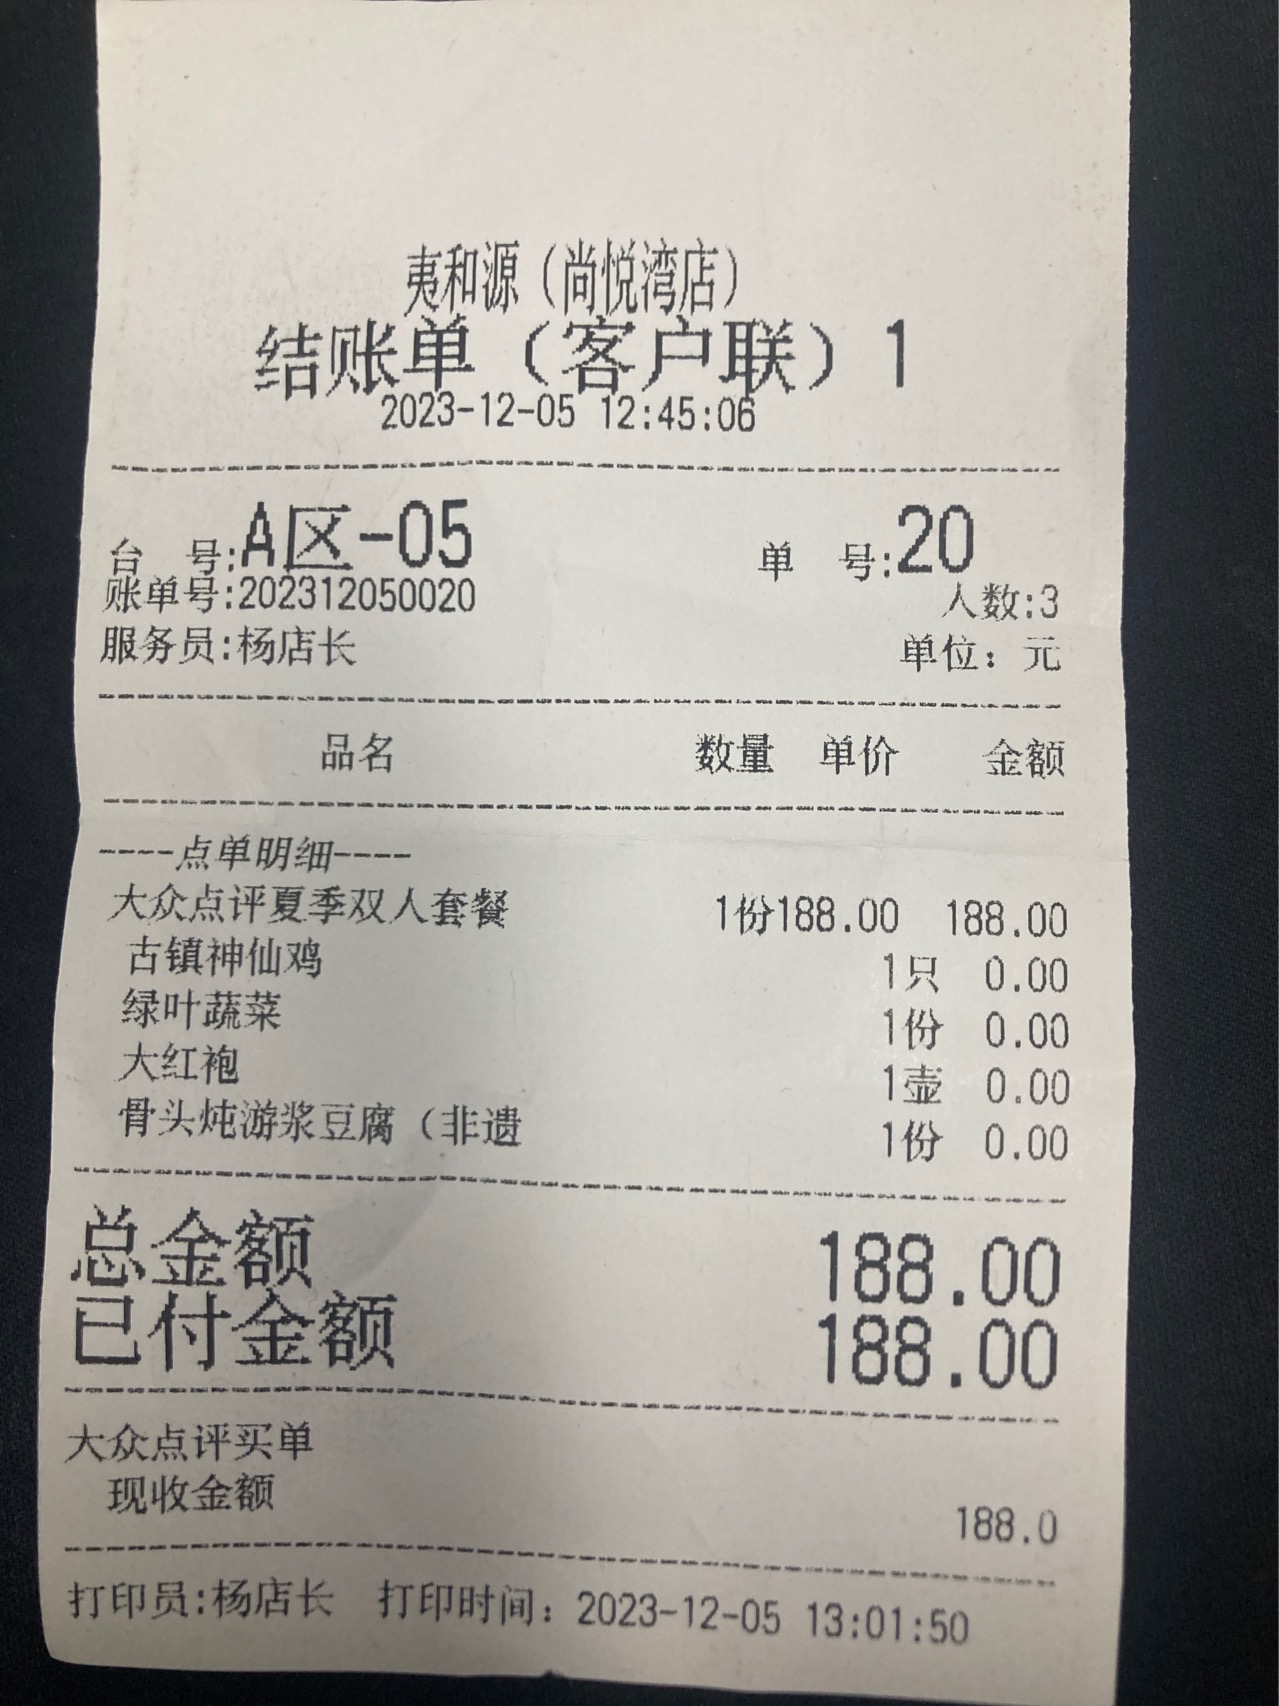 夷和源（尚悦湾店）
结账单（客户联）1
2023-12-05 12:45:06
台 号:A区-05 单 号:20
账单号:202312050020 人数:3
服务员:杨店长 单位：元
品名 数量 单价 金额
----点单明细----
大众点评夏季双人套餐 1份188.00 188.00
古镇神仙鸡 1只 0.00
绿叶蔬菜 1份 0.00
大红袍 1壶 0.00
骨头炖游浆豆腐（非遗 1份 0.00
总金额 188.00
已付金额 188.00
大众点评买单
现收金额 188.0
打印员:杨店长 打印时间：2023-12-05 13:01:50